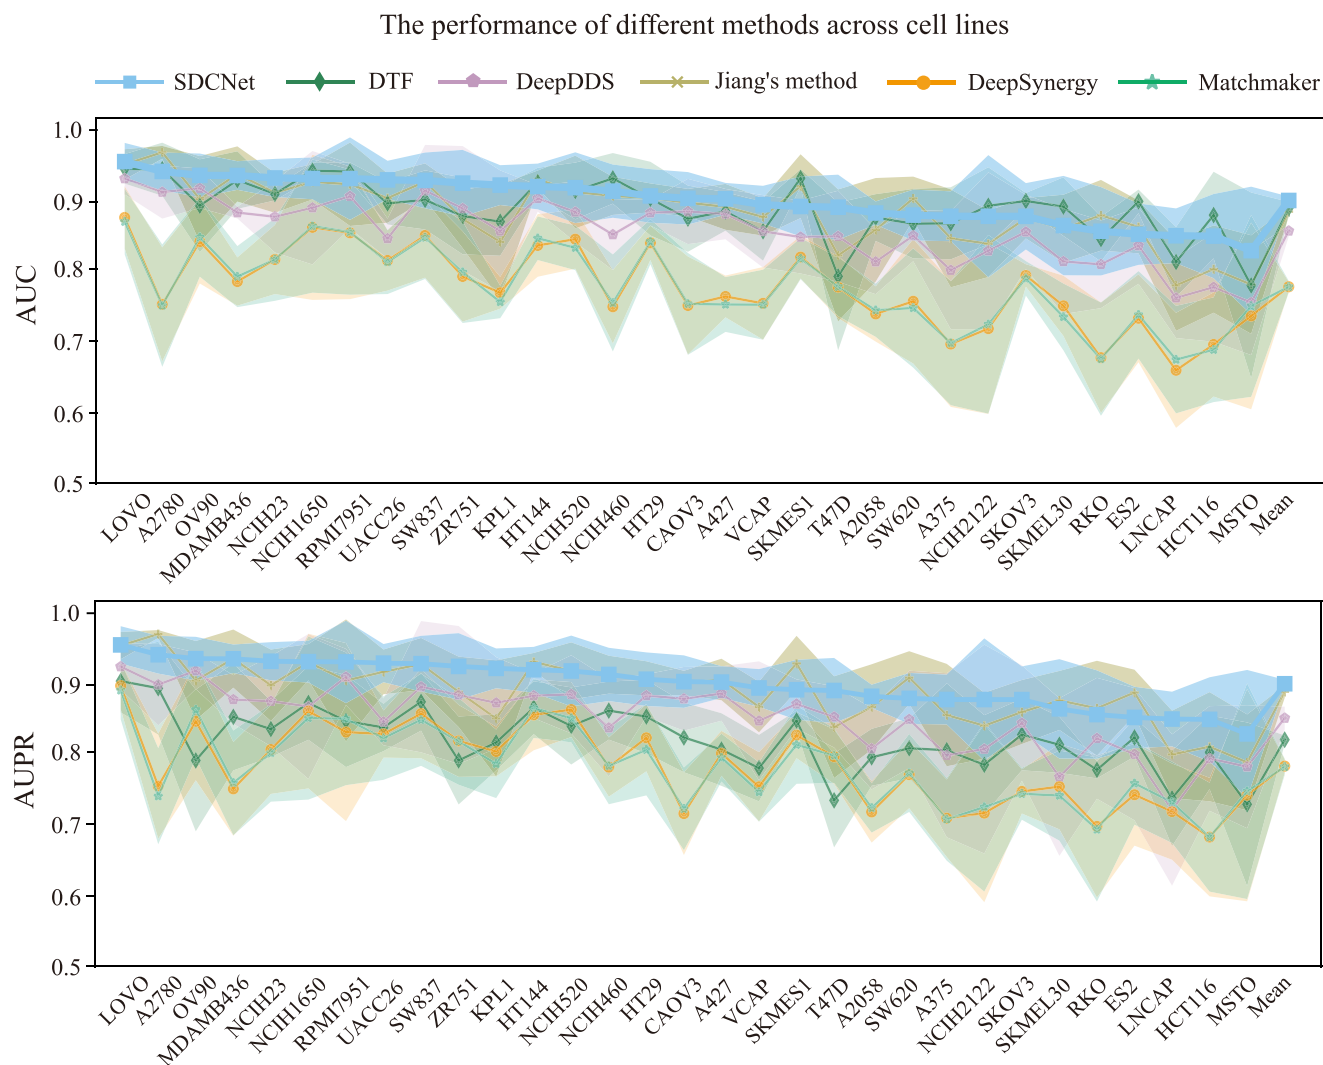 The performance of different methods across cell lines
SDCNet DTF DeepDDS Jiang's method DeepSynergy Matchmaker
AUC
1.0
0.9
0.8
0.7
0.6
0.5
LOVO A2780 OV90 MDAMB436 NCIH23 NCIH1650 RPMI7951 UACC26 SW837 ZR751 KPL1 HT144 NCIH520 NCIH460 HT29 CAOV3 A427 VCAP SKMES1 T47D A2058 SW620 A375 NCIH2122 SKOV3 SKMEL30 RKO ES2 LNCAP HCT116 MSTO Mean
AUPR
1.0
0.9
0.8
0.7
0.6
0.5
LOVO A2780 OV90 MDAMB436 NCIH23 NCIH1650 RPMI7951 UACC26 SW837 ZR751 KPL1 HT144 NCIH520 NCIH460 HT29 CAOV3 A427 VCAP SKMES1 T47D A2058 SW620 A375 NCIH2122 SKOV3 SKMEL30 RKO ES2 LNCAP HCT116 MSTO Mean